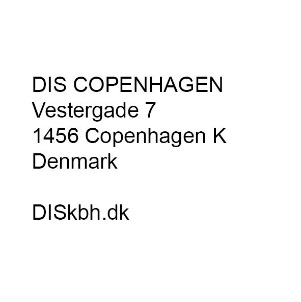 DIS COPENHAGEN
Vestergade 7
1456 Copenhagen K
Denmark
DISkbh.dk